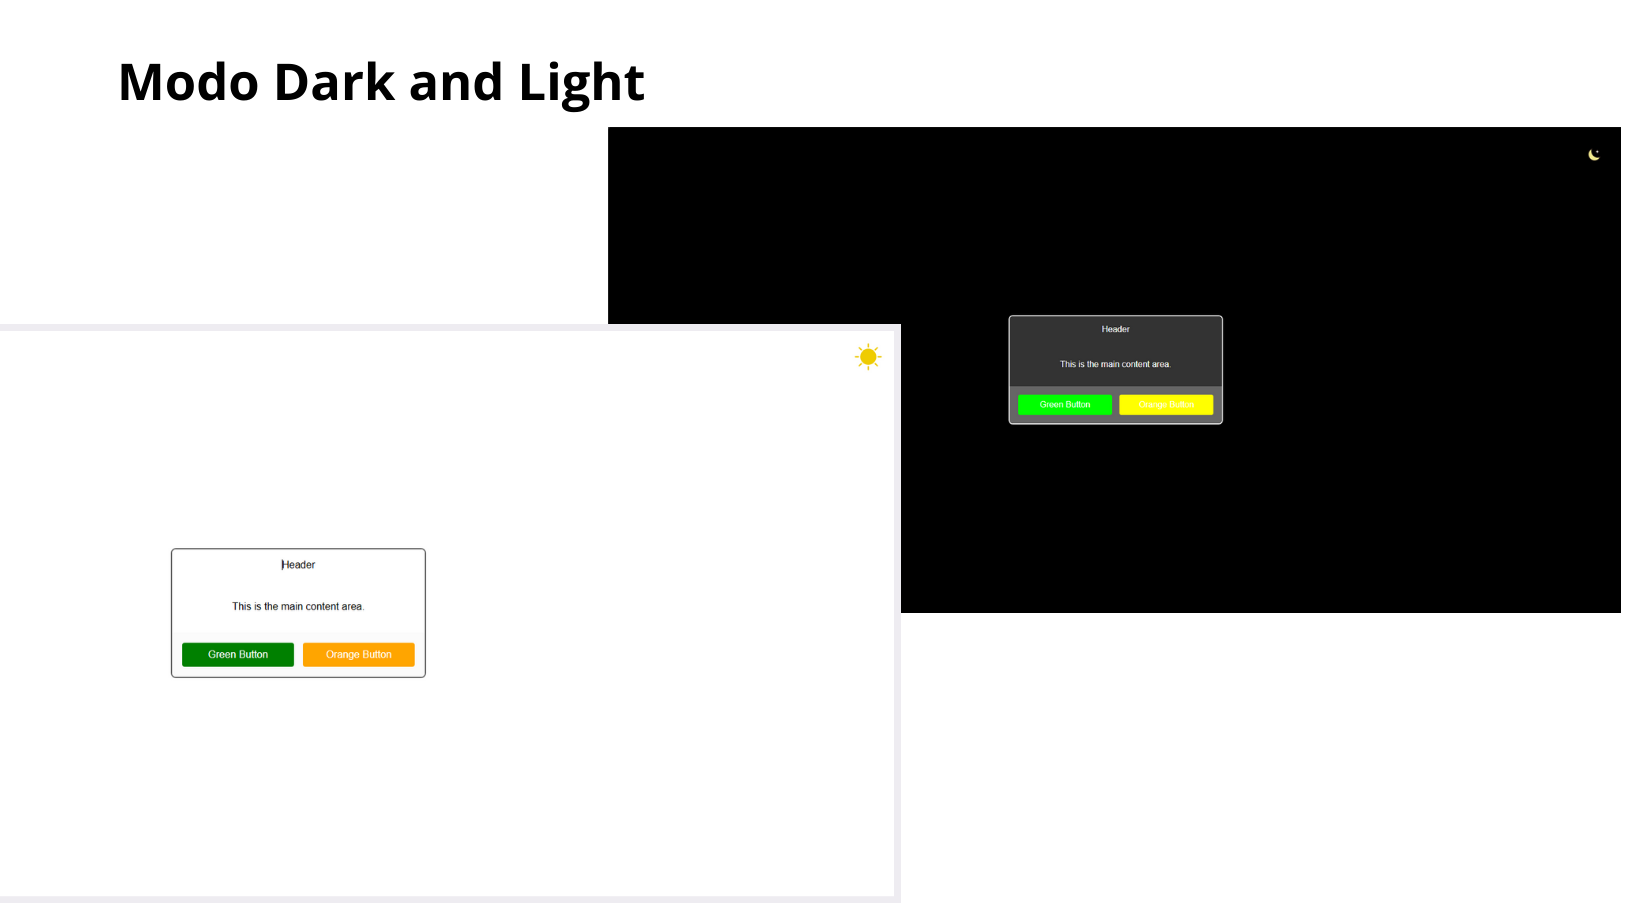 Modo Dark and Light
Header
This is the main content area.
Green Button
Orange Button
Header
This is the main content area.
Green Button
Orange Button